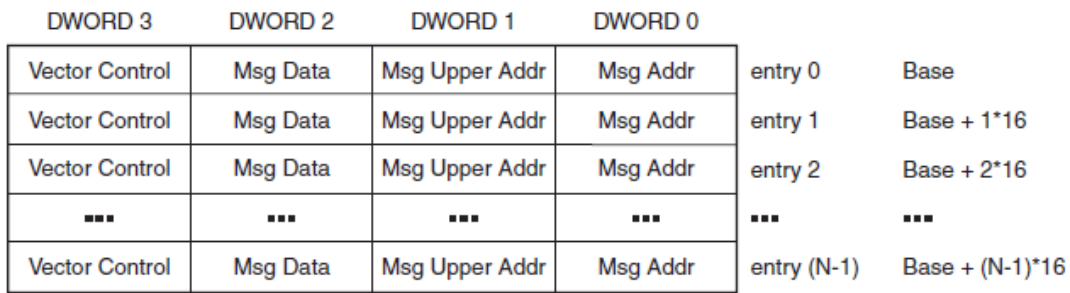 DWORD 3 DWORD 2 DWORD 1 DWORD 0
Vector Control Msg Data Msg Upper Addr Msg Addr entry 0 Base
Vector Control Msg Data Msg Upper Addr Msg Addr entry 1 Base + 1*16
Vector Control Msg Data Msg Upper Addr Msg Addr entry 2 Base + 2*16
... ... ... ... ... ...
Vector Control Msg Data Msg Upper Addr Msg Addr entry (N-1) Base + (N-1)*16